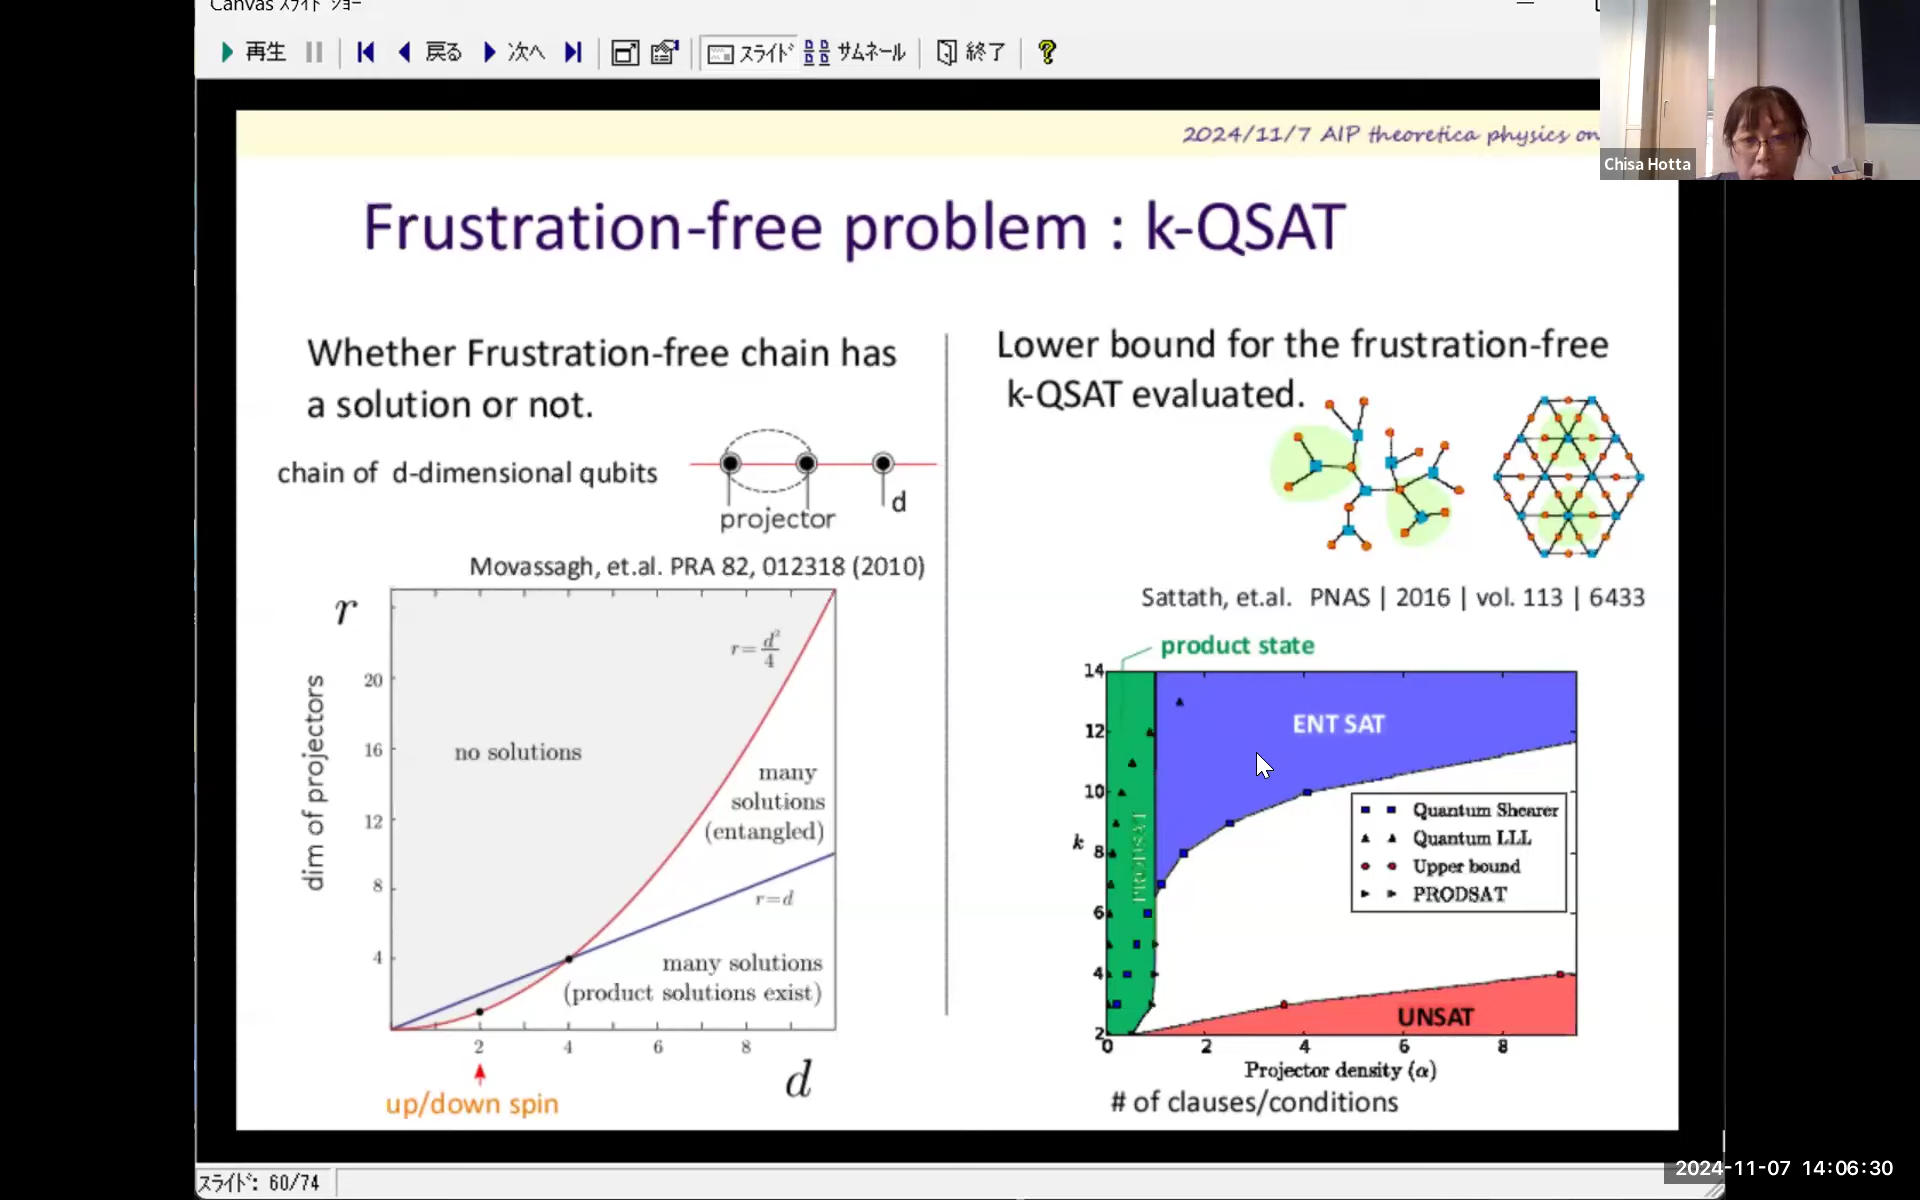 Canvas スライド ショー
再生 戻る 次へ スライド サムネール 終了
2024/11/7 AIP theoretica physics on
Chisa Hotta
Frustration-free problem : k-QSAT
Whether Frustration-free chain has
a solution or not.
chain of d-dimensional qubits
d
projector
Movassagh, et.al. PRA 82, 012318 (2010)
r
dim of projectors
20
16
12
8
4
r = d²/4
no solutions
many
solutions
(entangled)
r=d
many solutions
(product solutions exist)
2 4 6 8
d
up/down spin
Lower bound for the frustration-free
k-QSAT evaluated.
Sattath, et.al. PNAS | 2016 | vol. 113 | 6433
product state
14
12
10
8
6
4
2
k
ENT SAT
PRODSAT
Quantum Shearer
Quantum LLL
Upper bound
PRODSAT
UNSAT
0 2 4 6 8
Projector density (α)
# of clauses/conditions
スライド: 60/74
2024-11-07 14:06:30